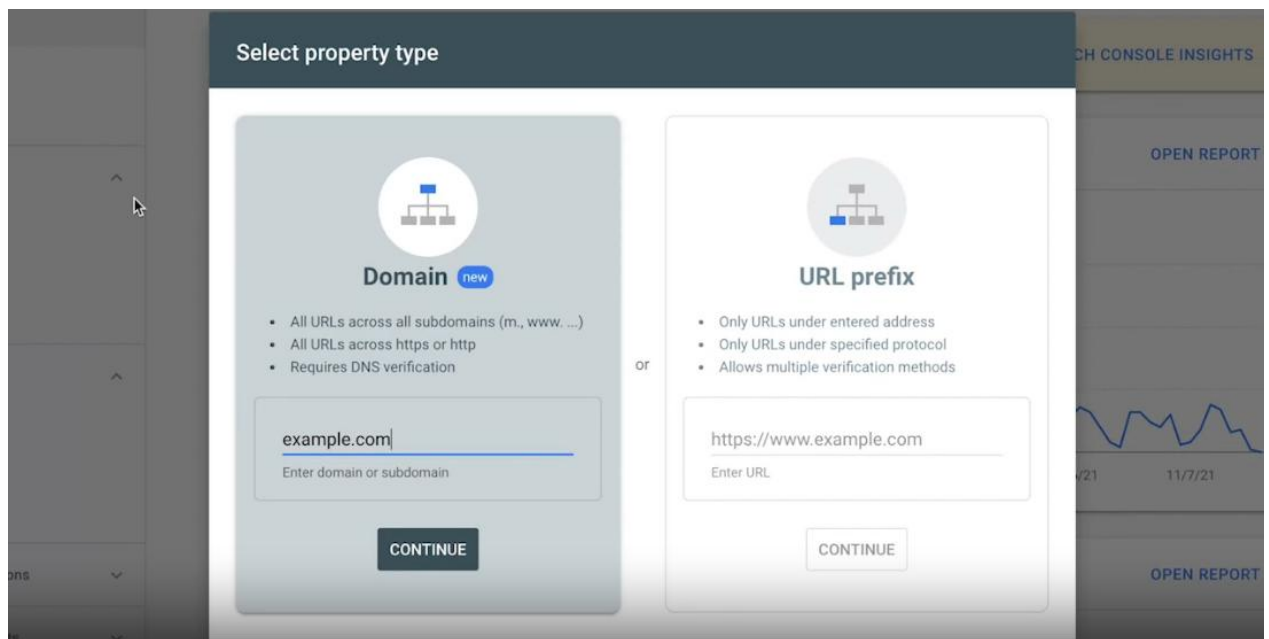 Select property type
CH CONSOLE INSIGHTS
OPEN REPORT
Domain new
All URLs across all subdomains (m., www. ...)
All URLs across https or http
Requires DNS verification
example.com
Enter domain or subdomain
CONTINUE
or
URL prefix
Only URLs under entered address
Only URLs under specified protocol
Allows multiple verification methods
https://www.example.com
Enter URL
CONTINUE
/21
11/7/21
ons
OPEN REPORT